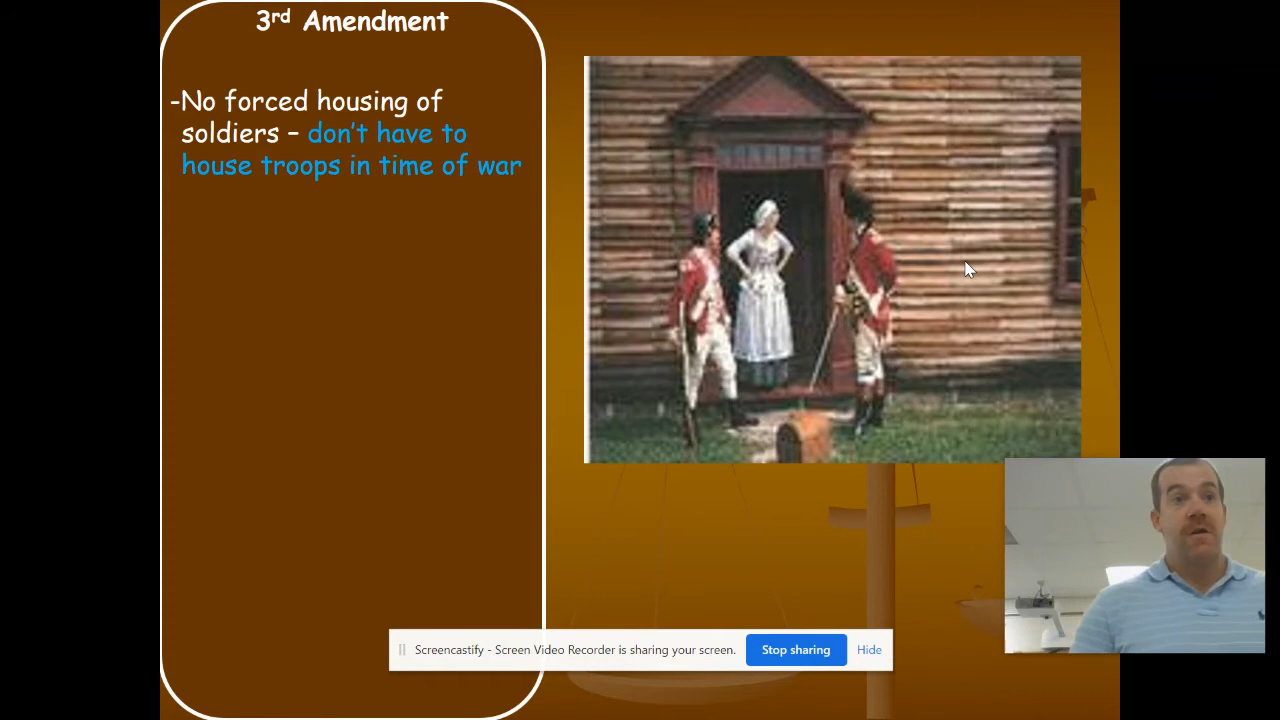 3rd Amendment
-No forced housing of
soldiers – don't have to
house troops in time of war
Screencastify - Screen Video Recorder is sharing your screen.
Stop sharing
Hide